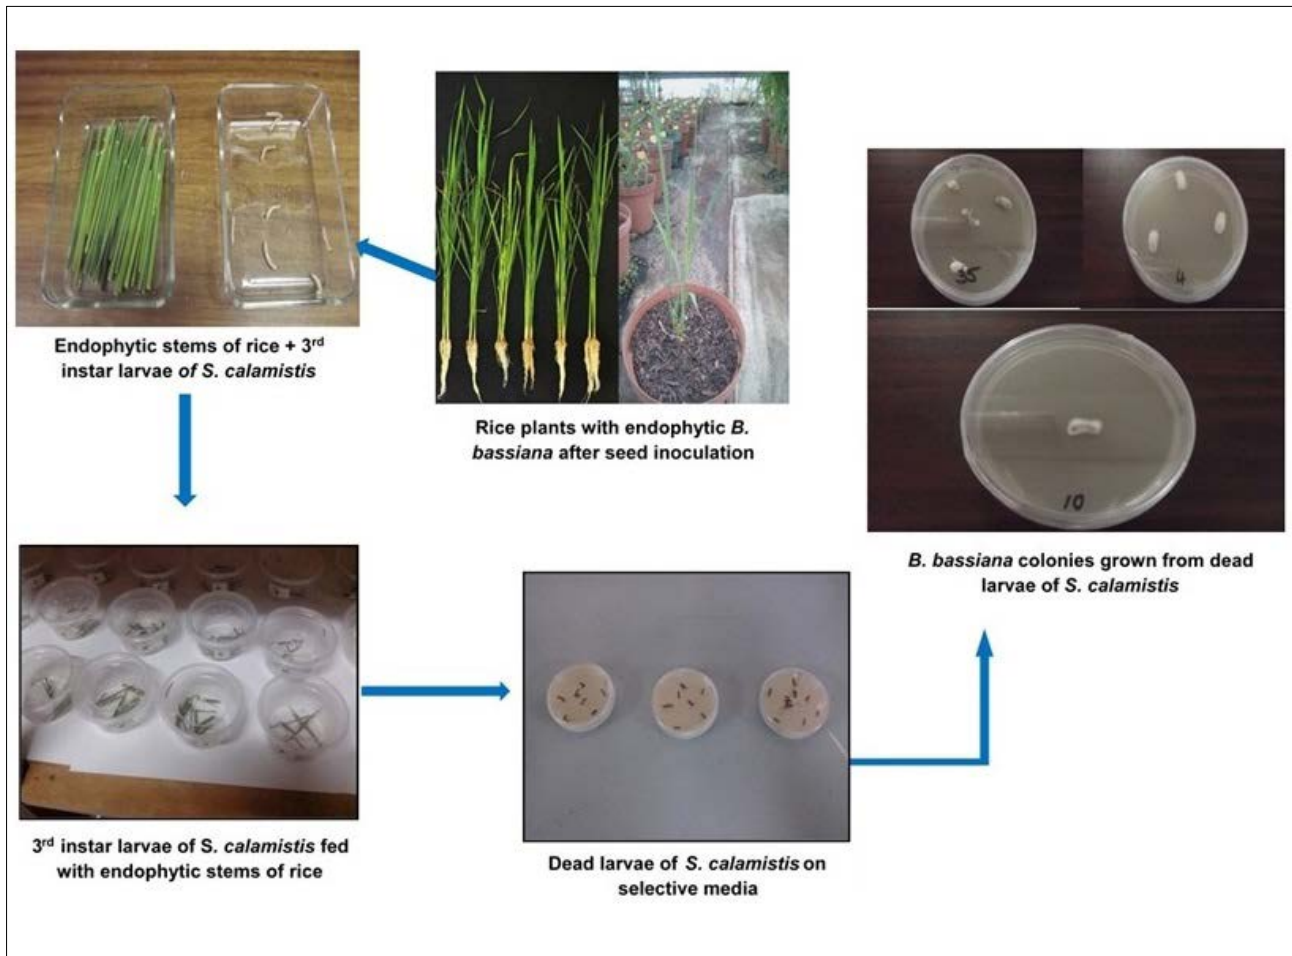 Endophytic stems of rice + 3rd
instar larvae of S. calamistis
Rice plants with endophytic B.
bassiana after seed inoculation
35
4
10
B. bassiana colonies grown from dead
larvae of S. calamistis
3rd instar larvae of S. calamistis fed
with endophytic stems of rice
Dead larvae of S. calamistis on
selective media